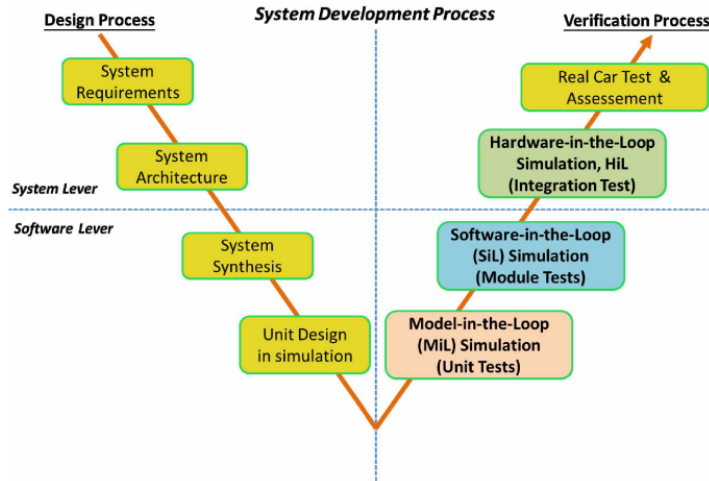 System Development Process
Design Process
Verification Process
System
Requirements
Real Car Test &
Assessement
System
Architecture
Hardware-in-the-Loop
Simulation, HiL
(Integration Test)
System Lever
Software Lever
System
Synthesis
Software-in-the-Loop
(SiL) Simulation
(Module Tests)
Unit Design
in simulation
Model-in-the-Loop
(MiL) Simulation
(Unit Tests)